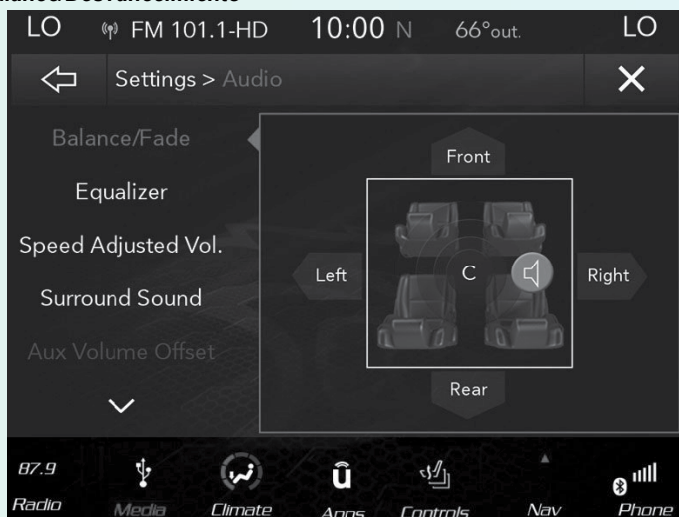 LO FM 101.1-HD 10:00 N 66°out. LO
Settings > Audio
Balance/Fade
Equalizer
Speed Adjusted Vol.
Surround Sound
Aux Volume Offset
Front
Left C Right
Rear
87.9
Radio Media Climate Apps Controls Nav Phone